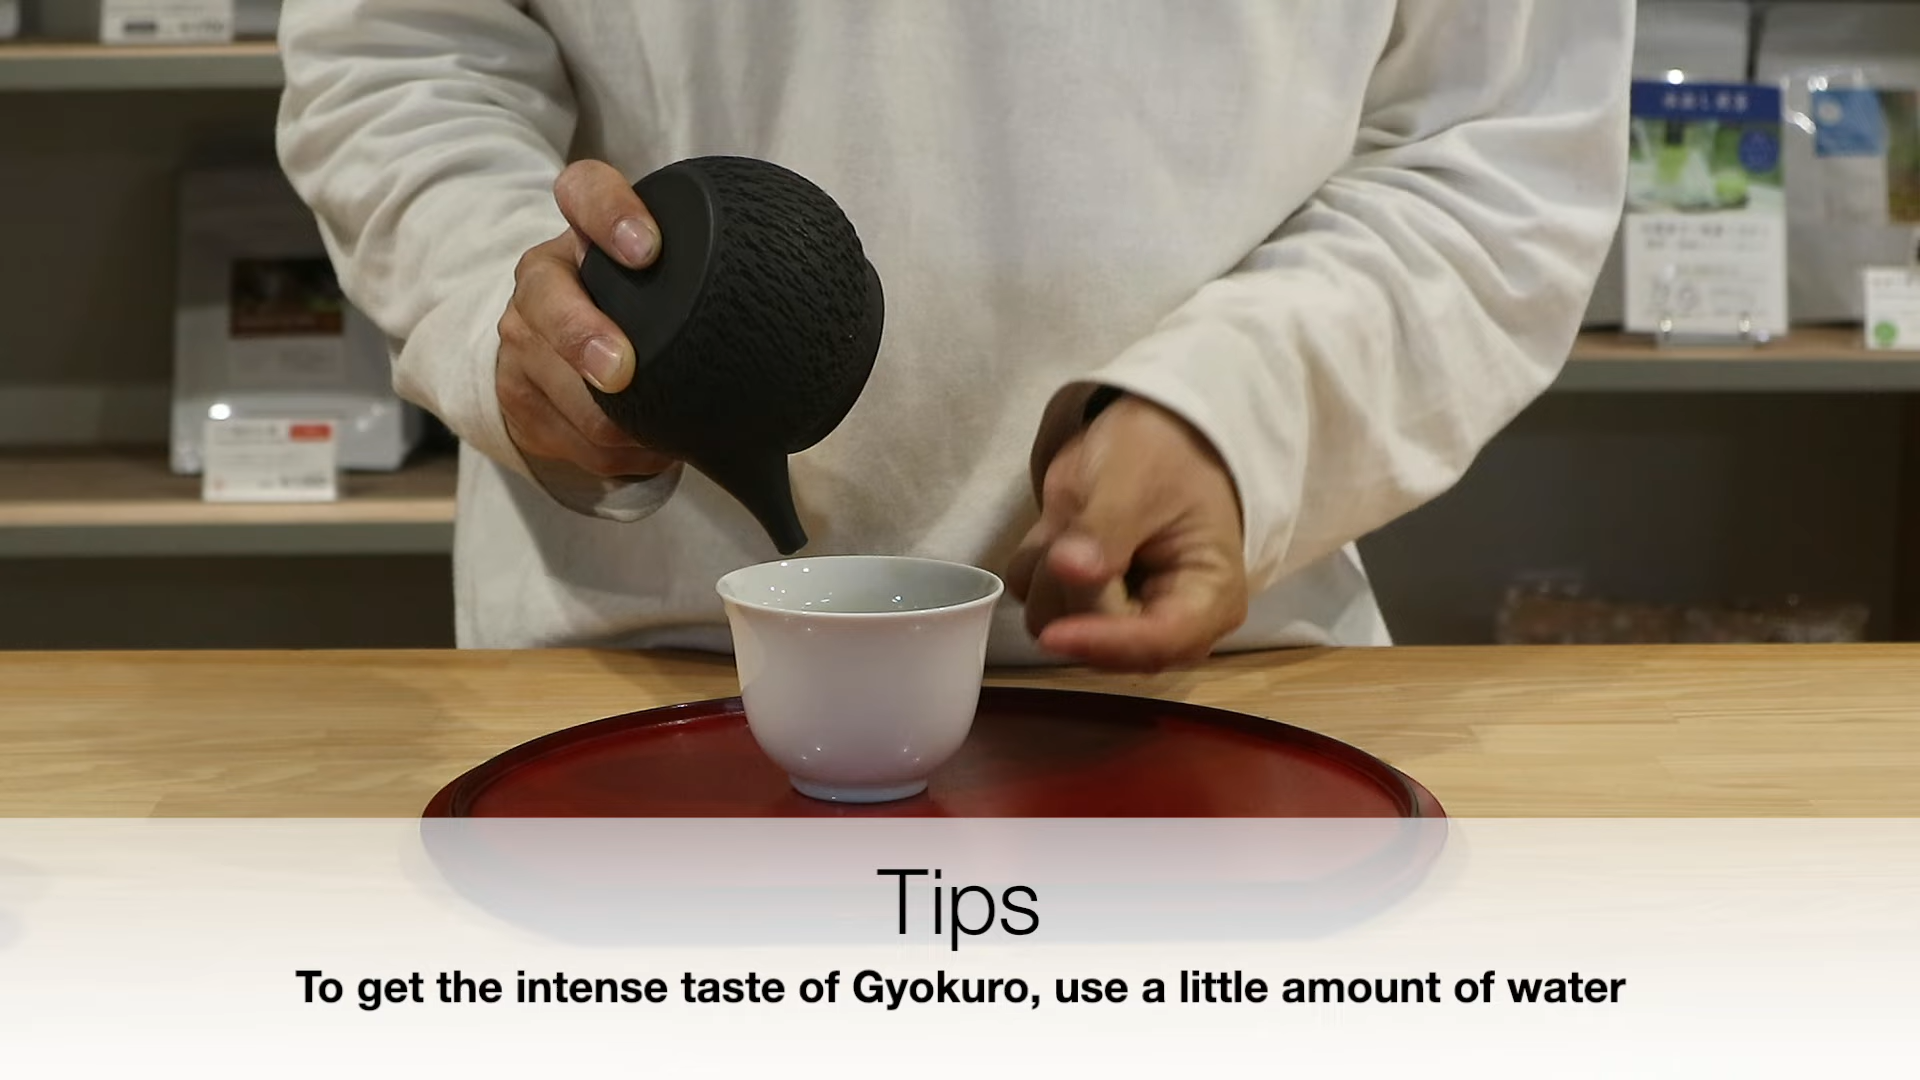 Tips
To get the intense taste of Gyokuro, use a little amount of water